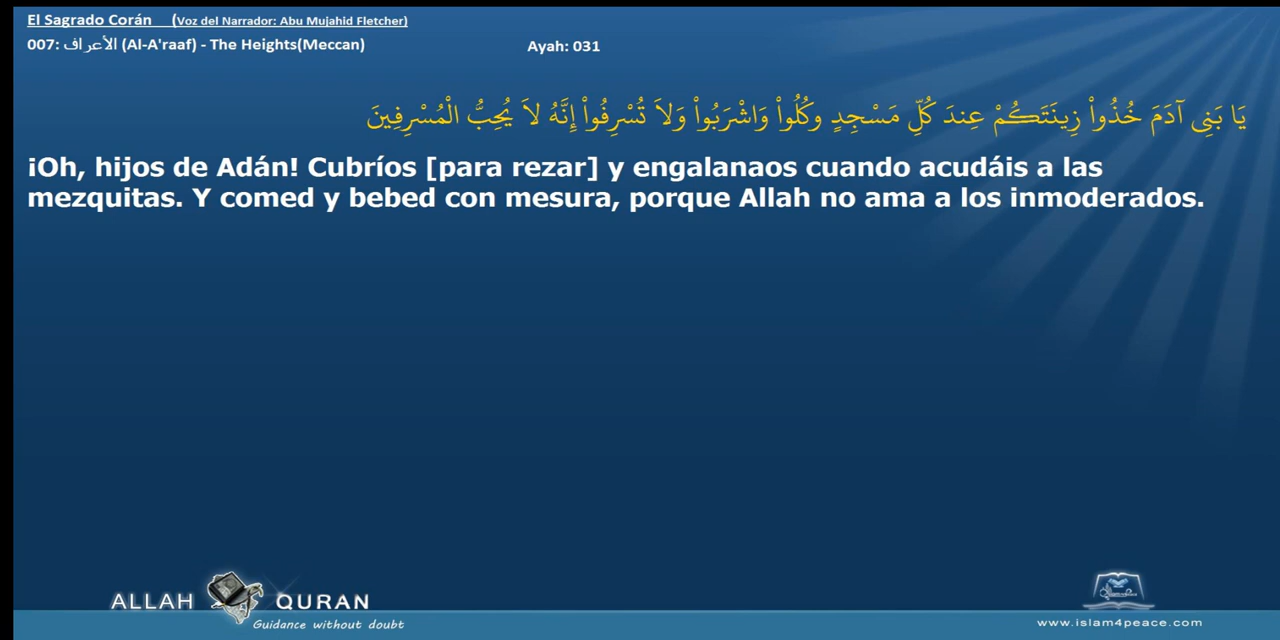 El Sagrado Corán (Voz del Narrador: Abu Mujahid Fletcher)
007: الأعراف (Al-A'raaf) - The Heights(Meccan) Ayah: 031
يَا بَنِي آدَمَ خُذُواْ زِينَتَكُمْ عِندَ كُلِّ مَسْجِدٍ وكُلُواْ وَاشْرَبُواْ وَلاَ تُسْرِفُواْ إِنَّهُ لاَ يُحِبُّ الْمُسْرِفِينَ
¡Oh, hijos de Adán! Cubríos [para rezar] y engalanaos cuando acudáis a las
mezquitas. Y comed y bebed con mesura, porque Allah no ama a los inmoderados.
ALLAH QURAN
Guidance without doubt
www.islam4peace.com